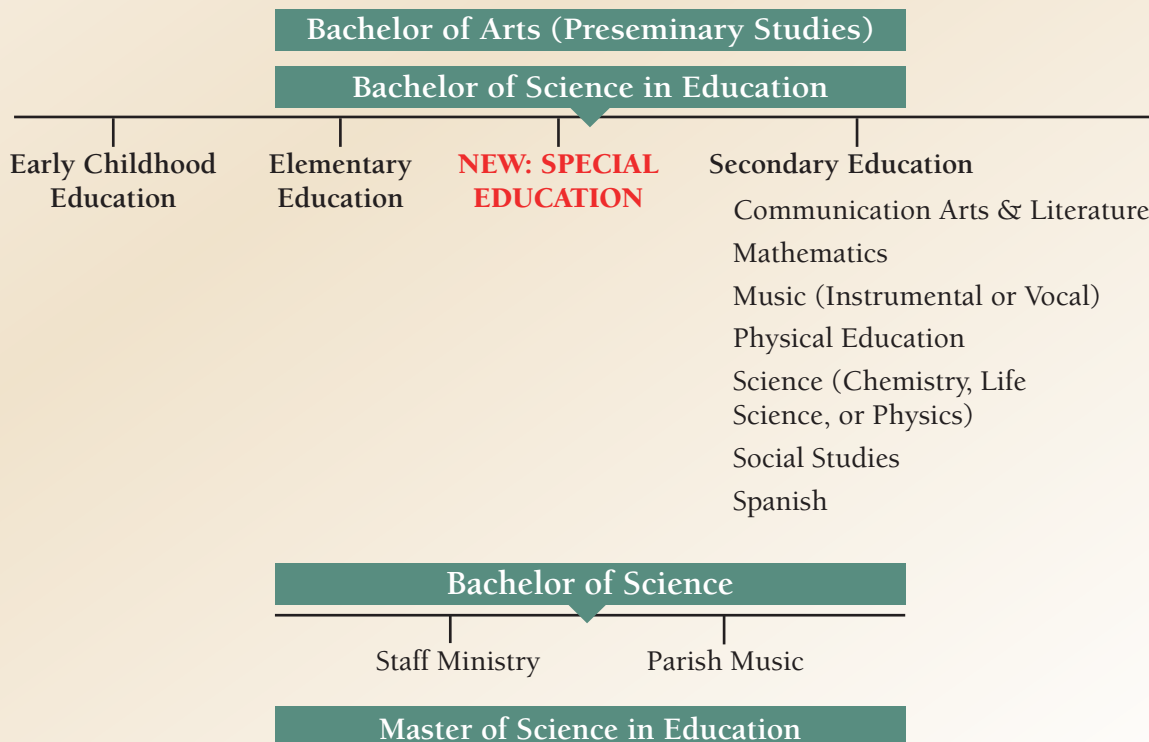 Bachelor of Arts (Preseminary Studies)
Bachelor of Science in Education
Early Childhood
Education
Elementary
Education
NEW: SPECIAL
EDUCATION
Secondary Education
Communication Arts & Literature
Mathematics
Music (Instrumental or Vocal)
Physical Education
Science (Chemistry, Life
Science, or Physics)
Social Studies
Spanish
Bachelor of Science
Staff Ministry
Parish Music
Master of Science in Education